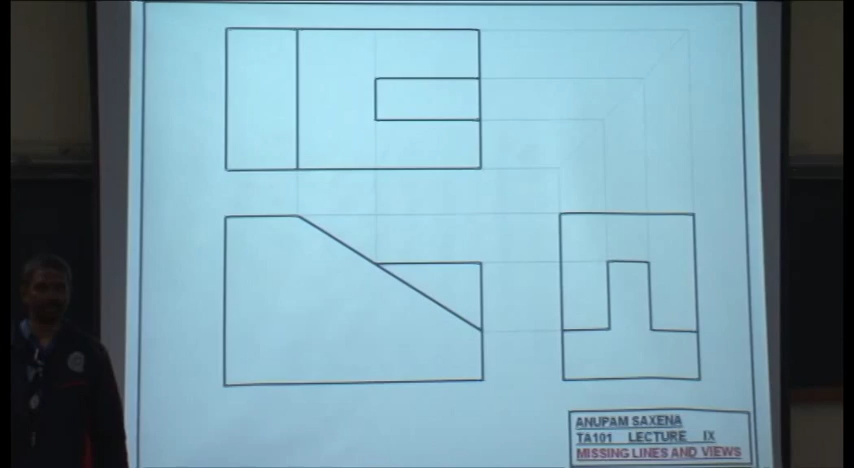 ANUPAM SAXENA
TA101 LECTURE IX
MISSING LINES AND VIEWS